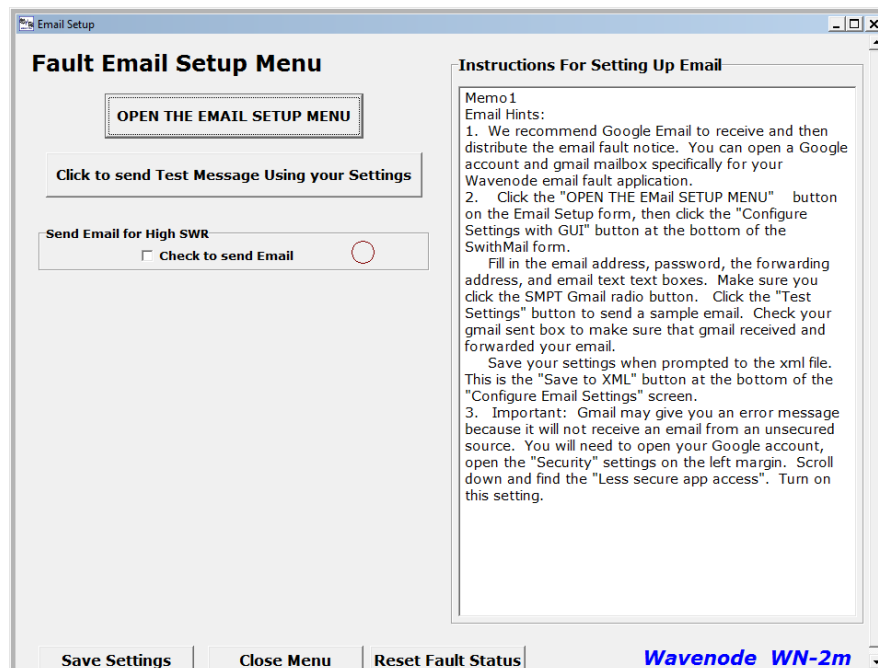 Email Setup
Fault Email Setup Menu
OPEN THE EMAIL SETUP MENU
Click to send Test Message Using your Settings
Send Email for High SWR
Check to send Email
Instructions For Setting Up Email
Memo1
Email Hints:
1.  We recommend Google Email to receive and then
distribute the email fault notice.  You can open a Google
account and gmail mailbox specifically for your
Wavenode email fault application.
2.   Click the "OPEN THE EMail SETUP MENU"   button
on the Email Setup form, then click the "Configure
Settings with GUI" button at the bottom of the
SwithMail form.
Fill in the email address, password, the forwarding
address, and email text text boxes.  Make sure you
click the SMPT Gmail radio button.   Click the "Test
Settings" button to send a sample email.  Check your
gmail sent box to make sure that gmail received and
forwarded your email.
Save your settings when prompted to the xml file.
This is the "Save to XML" button at the bottom of the
"Configure Email Settings" screen.
3.   Important:  Gmail may give you an error message
because it will not receive an email from an unsecured
source.  You will need to open your Google account,
open the "Security" settings on the left margin.  Scroll
down and find the "Less secure app access".  Turn on
this setting.
Save Settings
Close Menu
Reset Fault Status
Wavenode  WN-2m